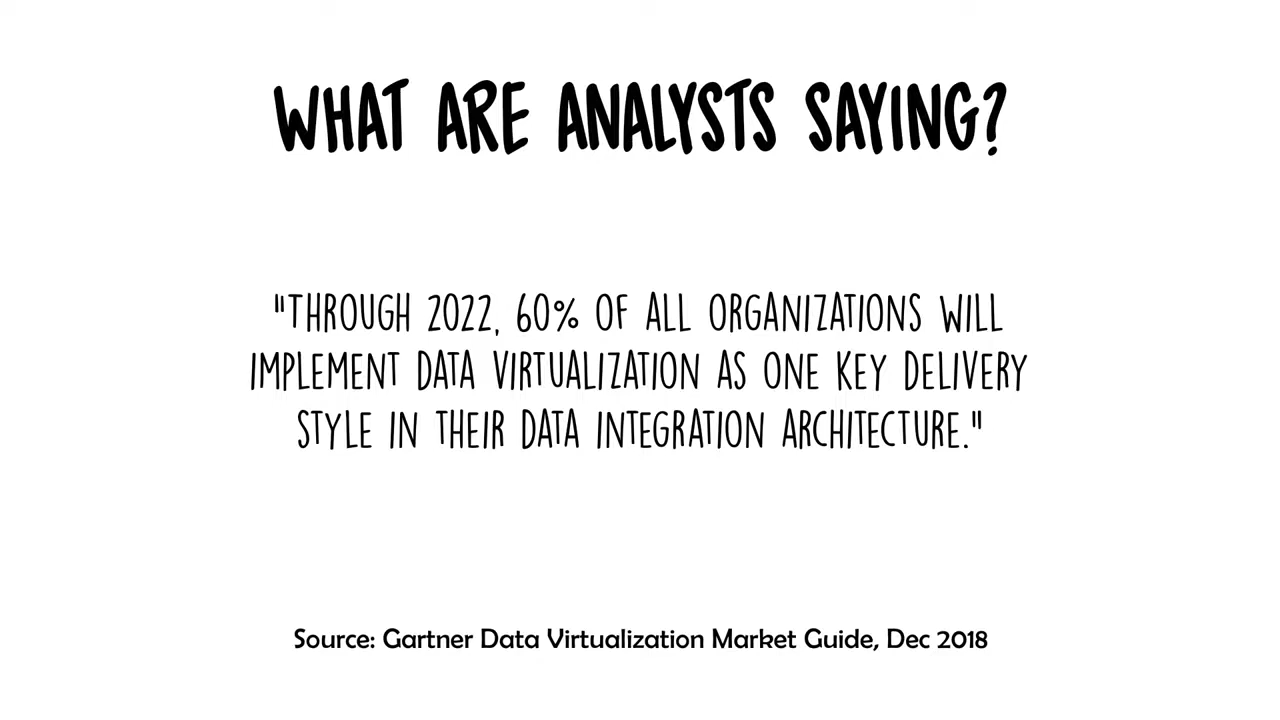 WHAT ARE ANALYSTS SAYING?
"THROUGH 2022, 60% OF ALL ORGANIZATIONS WILL
IMPLEMENT DATA VIRTUALIZATION AS ONE KEY DELIVERY
STYLE IN THEIR DATA INTEGRATION ARCHITECTURE."
Source: Gartner Data Virtualization Market Guide, Dec 2018